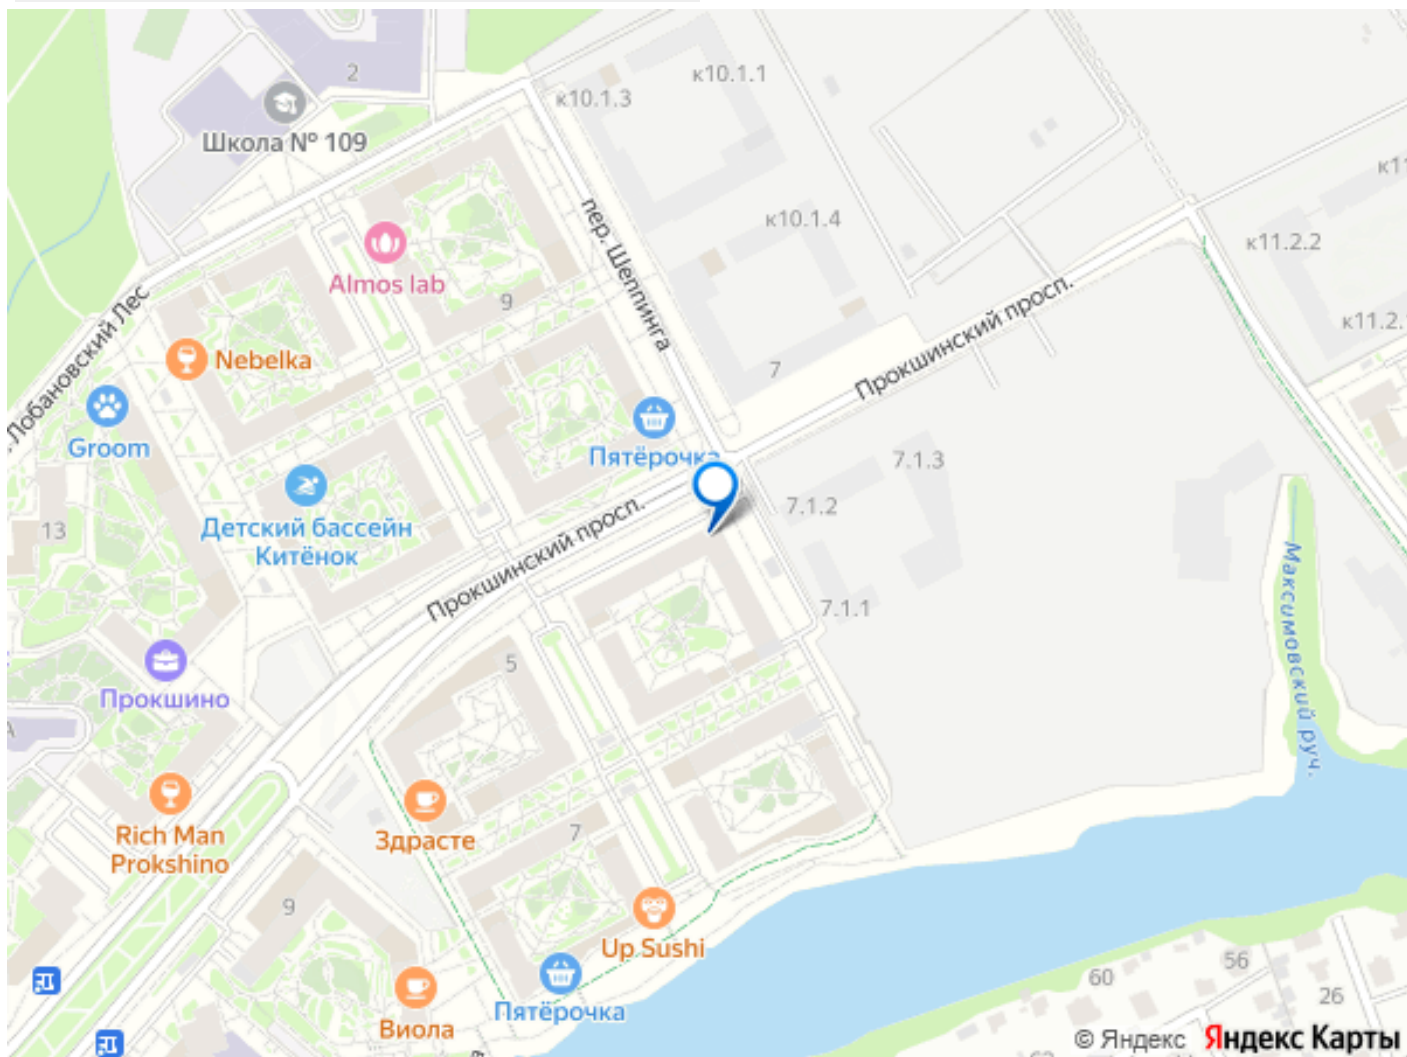 2
Школа № 109
к10.1.1
к10.1.3
к11
пер. Шеппинга
к10.1.4
к11.2.2
Almos lab
9
Лобановский Лес
Прокшинский просп.
к11.2.
Nebelka
7
Groom
Пятёрочка
7.1.3
7.1.2
13
Детский бассейн
Китёнок
Прокшинский просп.
7.1.1
Максимовский руч.
5
Прокшино
Rich Man
Prokshino
Здрасте
7
9
Up Sushi
56
60
26
Пятёрочка
Виола
© Яндекс Яндекс Карты